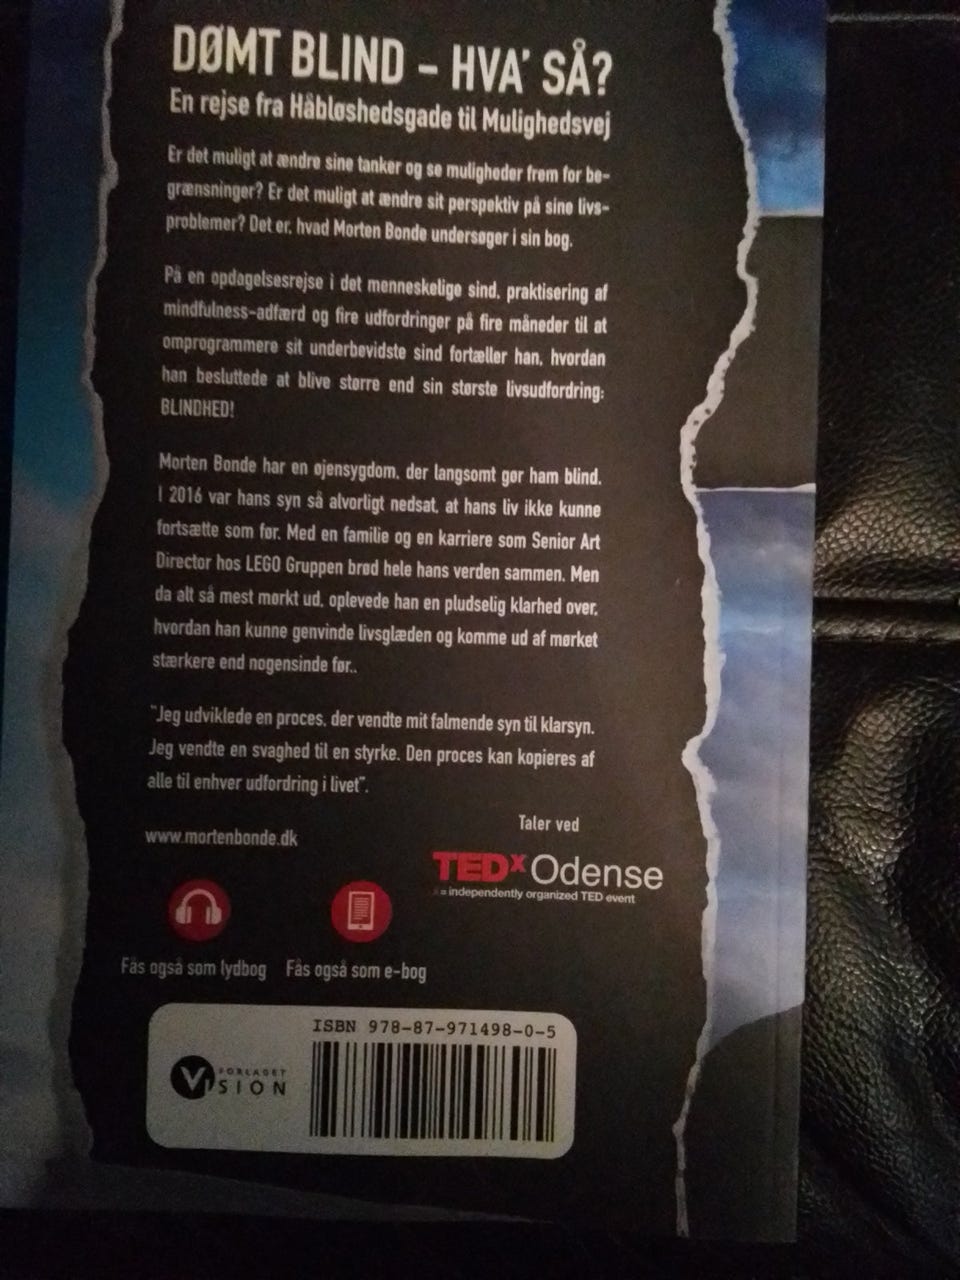 DØMT BLIND – HVA' SÅ?
En rejse fra Håbløshedsgade til Mulighedsvej
Er det muligt at ændre sine tanker og se muligheder frem for be-
grænsninger? Er det muligt at ændre sit perspektiv på sine livs-
problemer? Det er, hvad Morten Bonde undersøger i sin bog.
På en opdagelsesrejse i det menneskelige sind, praktisering af
mindfulness-adfærd og fire udfordringer på fire måneder til at
omprogrammere sit underbevidste sind fortæller han, hvordan
han besluttede at blive større end sin største livsudfordring:
BLINDHED!
Morten Bonde har en øjensygdom, der langsomt gør ham blind.
I 2016 var hans syn så alvorligt nedsat, at hans liv ikke kunne
fortsætte som før. Med en familie og en karriere som Senior Art
Director hos LEGO Gruppen brød hele hans verden sammen. Men
da alt så mest mørkt ud, oplevede han en pludselig klarhed over,
hvordan han kunne genvinde livsglæden og komme ud af mørket
stærkere end nogensinde før..
"Jeg udviklede en proces, der vendte mit falmende syn til klarsyn.
Jeg vendte en svaghed til en styrke. Den proces kan kopieres af
alle til enhver udfordring i livet".
www.mortenbonde.dk
Taler ved
TEDx Odense
x = independently organized TED event
Fås også som lydbog
Fås også som e-bog
ISBN 978-87-971498-0-5
FORLAGET
VISION